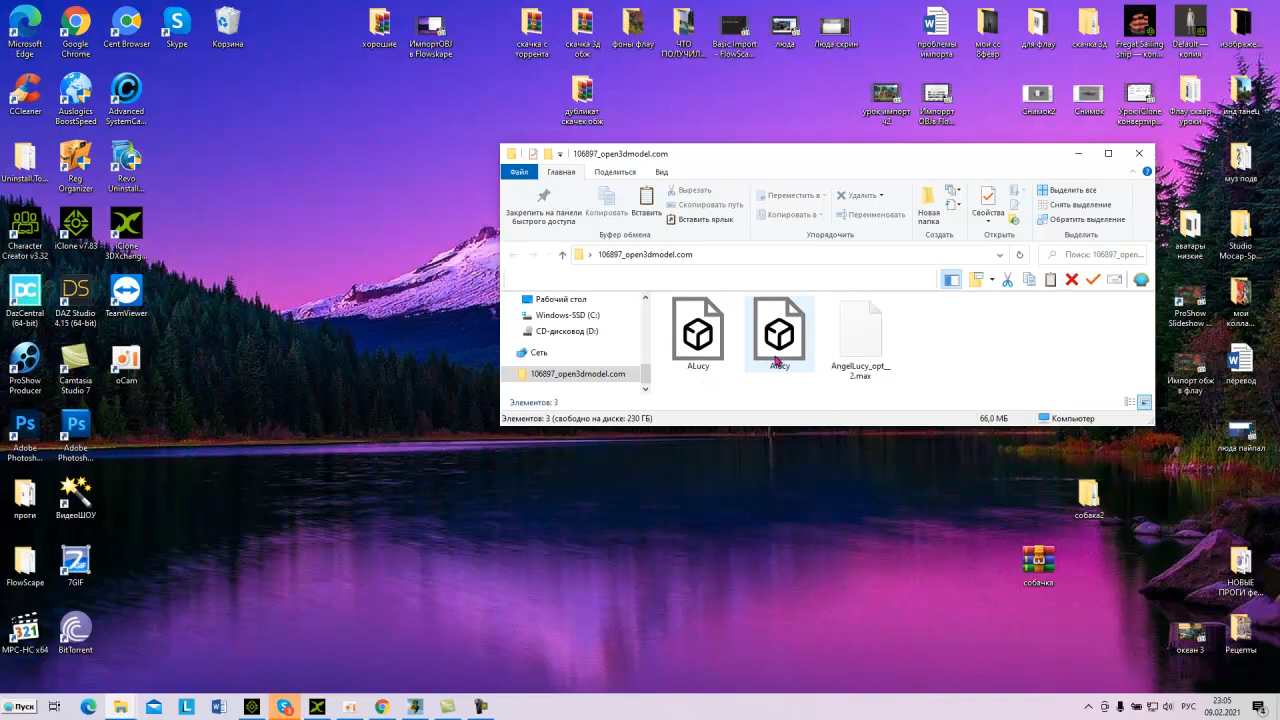 Microsoft
Edge
Google
Chrome
Cent Browser
Skype
Корзина
хорошие
ИмпортOBJ
в Flowskape
скачка с
торрента
скачка 3д
обж
фоны флау
ЧТО
ПОЛУЧИЛ...
Basic Import
- FlowSca...
люда
Люда скрин
проблемы
импорта
мои сс
8февр
для флау
скачка 3д
Fregat Sailing
ship — коп...
Default —
копия
изображе...
CCleaner
Auslogics
BoostSpeed
Advanced
SystemCa...
дубликат
скачек обж
урок импорт
ч2
Импоррт
OBJв Flo...
Снимок2
Снимок
Урок iClone
конвертир...
Флау скайр
уроки
инд танец
Uninstall.To...
Reg
Organizer
Revo
Uninstall...
муз подв
Character
Creator v3.32
iClone v7.83
iClone
3DXchang...
аватары
низкие
Studio
Mocap-Sp...
DazCentral
(64-bit)
DAZ Studio
4.15 (64-bit)
TeamViewer
ProShow
Slideshow ...
мои
колла...
ProShow
Producer
Camtasia
Studio 7
oCam
Импорт обж
в флау
перевод
Adobe
Photosh...
Adobe
Photosh...
люда пайпал
проги
ВидеоШОУ
собака2
FlowScape
7GIF
собачка
НОВЫЕ
ПРОГИ фе...
MPC-HC x64
BitTorrent
океан 3
Рецепты
106897_open3dmodel.com
Файл
Главная
Поделиться
Вид
Закрепить на панели
быстрого доступа
Копировать
Вставить
Вырезать
Скопировать путь
Вставить ярлык
Буфер обмена
Переместить в
Копировать в
Удалить
Переименовать
Упорядочить
Новая
папка
Создать
Свойства
Открыть
Выделить все
Снять выделение
Обратить выделение
Выделить
106897_open3dmodel.com
Поиск: 106897_open...
Рабочий стол
Windows-SSD (C:)
CD-дисковод (D:)
Сеть
106897_open3dmodel.com
ALucy
ALucy
AngelLucy_opt__
2.max
Элементов: 3
Элементов: 3 (свободно на диске: 230 ГБ)
66,0 МБ
Компьютер
Пуск
РУС
23:05
09.02.2021